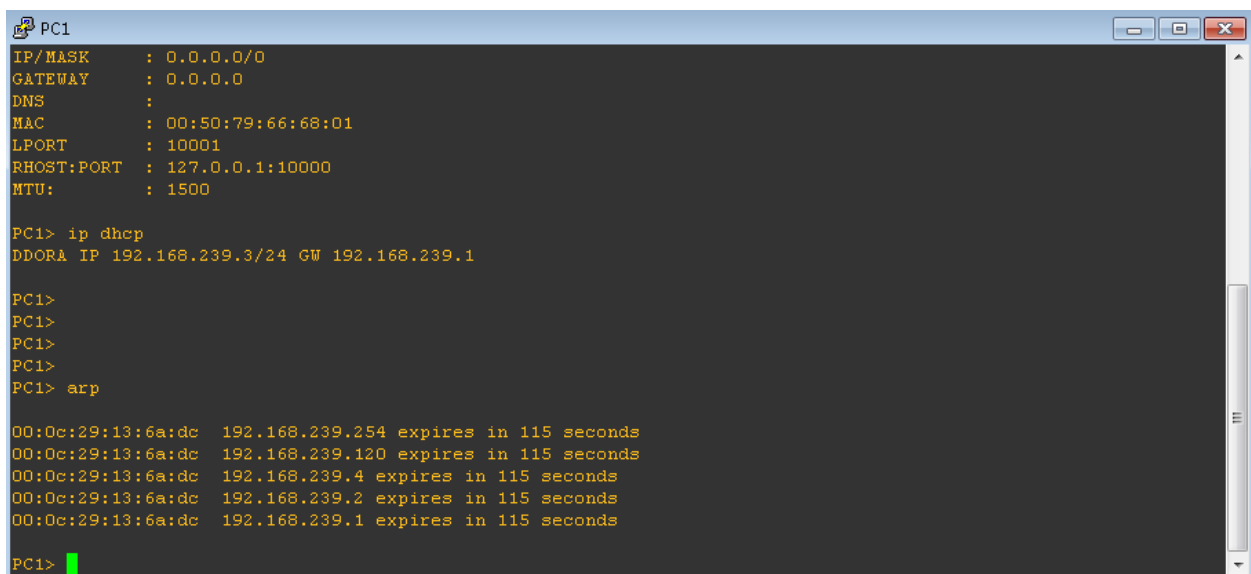 PC1
IP/MASK : 0.0.0.0/0
GATEWAY : 0.0.0.0
DNS :
MAC : 00:50:79:66:68:01
LPORT : 10001
RHOST:PORT : 127.0.0.1:10000
MTU: : 1500
PC1> ip dhcp
DDORA IP 192.168.239.3/24 GW 192.168.239.1
PC1>
PC1>
PC1>
PC1>
PC1> arp
00:0c:29:13:6a:dc 192.168.239.254 expires in 115 seconds
00:0c:29:13:6a:dc 192.168.239.120 expires in 115 seconds
00:0c:29:13:6a:dc 192.168.239.4 expires in 115 seconds
00:0c:29:13:6a:dc 192.168.239.2 expires in 115 seconds
00:0c:29:13:6a:dc 192.168.239.1 expires in 115 seconds
PC1>